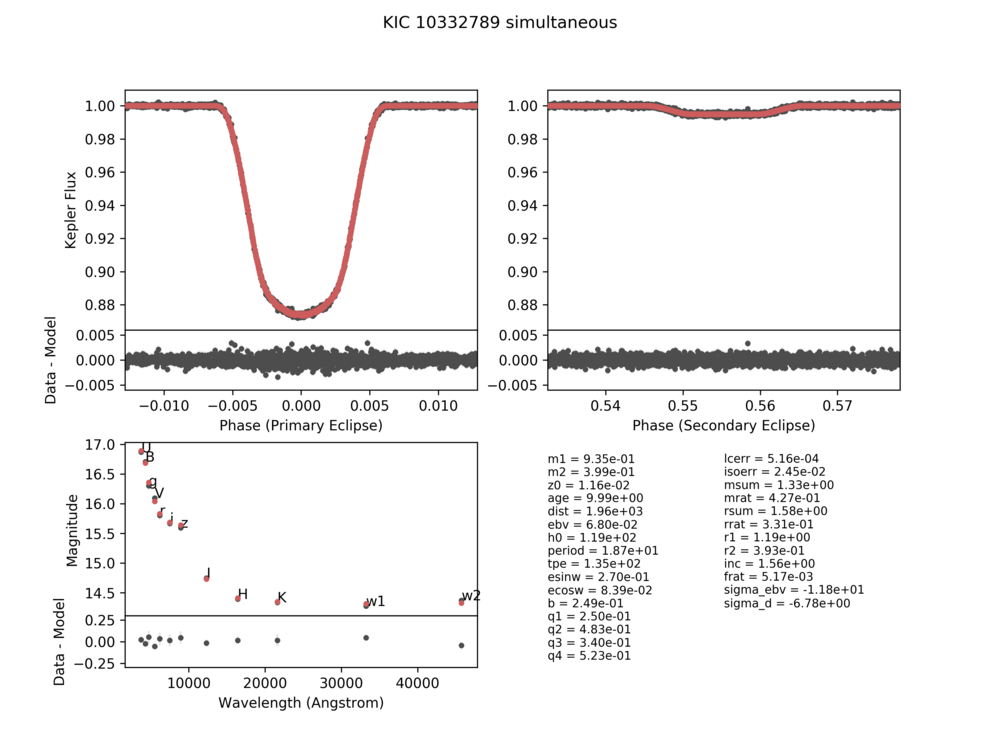 KIC 10332789 simultaneous
1.00
0.98
0.96
0.94
0.92
0.90
0.88
Kepler Flux
0.005
0.000
−0.005
Data - Model
−0.010 −0.005 0.000 0.005 0.010
Phase (Primary Eclipse)
1.00
0.98
0.96
0.94
0.92
0.90
0.88
0.005
0.000
−0.005
0.54 0.55 0.56 0.57
Phase (Secondary Eclipse)
17.0
16.5
16.0
15.5
15.0
14.5
Magnitude
U
B
g
V
r
i
z
J
H
K
w1
w2
0.25
0.00
−0.25
Data - Model
10000 20000 30000 40000
Wavelength (Angstrom)
m1 = 9.35e-01
m2 = 3.99e-01
z0 = 1.16e-02
age = 9.99e+00
dist = 1.96e+03
ebv = 6.80e-02
h0 = 1.19e+02
period = 1.87e+01
tpe = 1.35e+02
esinw = 2.70e-01
ecosw = 8.39e-02
b = 2.49e-01
q1 = 2.50e-01
q2 = 4.83e-01
q3 = 3.40e-01
q4 = 5.23e-01
lcerr = 5.16e-04
isoerr = 2.45e-02
msum = 1.33e+00
mrat = 4.27e-01
rsum = 1.58e+00
rrat = 3.31e-01
r1 = 1.19e+00
r2 = 3.93e-01
inc = 1.56e+00
frat = 5.17e-03
sigma_ebv = -1.18e+01
sigma_d = -6.78e+00